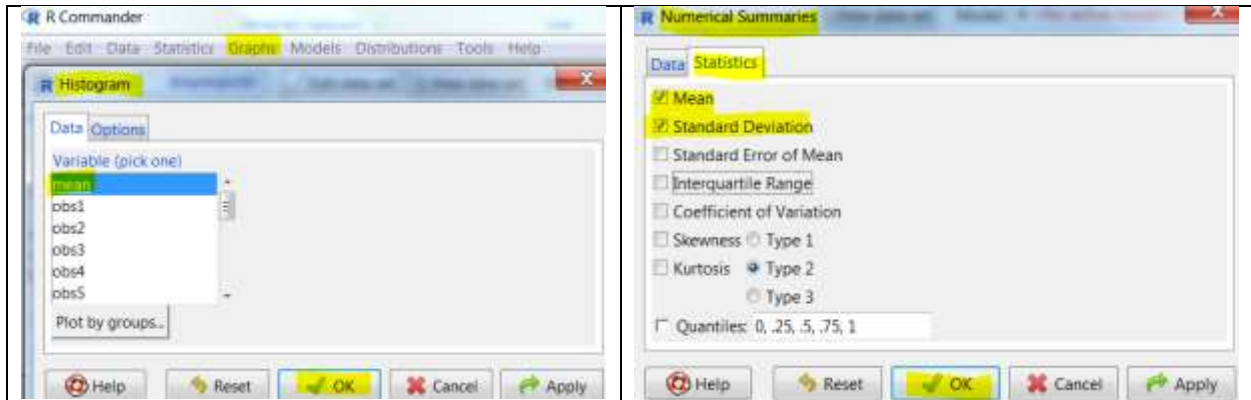 R Commander
File Edit Data Statistics Graphs Models Distributions Tools Help
Histogram
Data Options
Variable (pick one)
mean
obs1
obs2
obs3
obs4
obs5
Plot by groups...
Help Reset OK Cancel Apply
Numerical Summaries
Data Statistics
Mean
Standard Deviation
Standard Error of Mean
Interquartile Range
Coefficient of Variation
Skewness Type 1
Kurtosis Type 2
Type 3
Quantiles: 0, .25, .5, .75, 1
Help Reset OK Cancel Apply